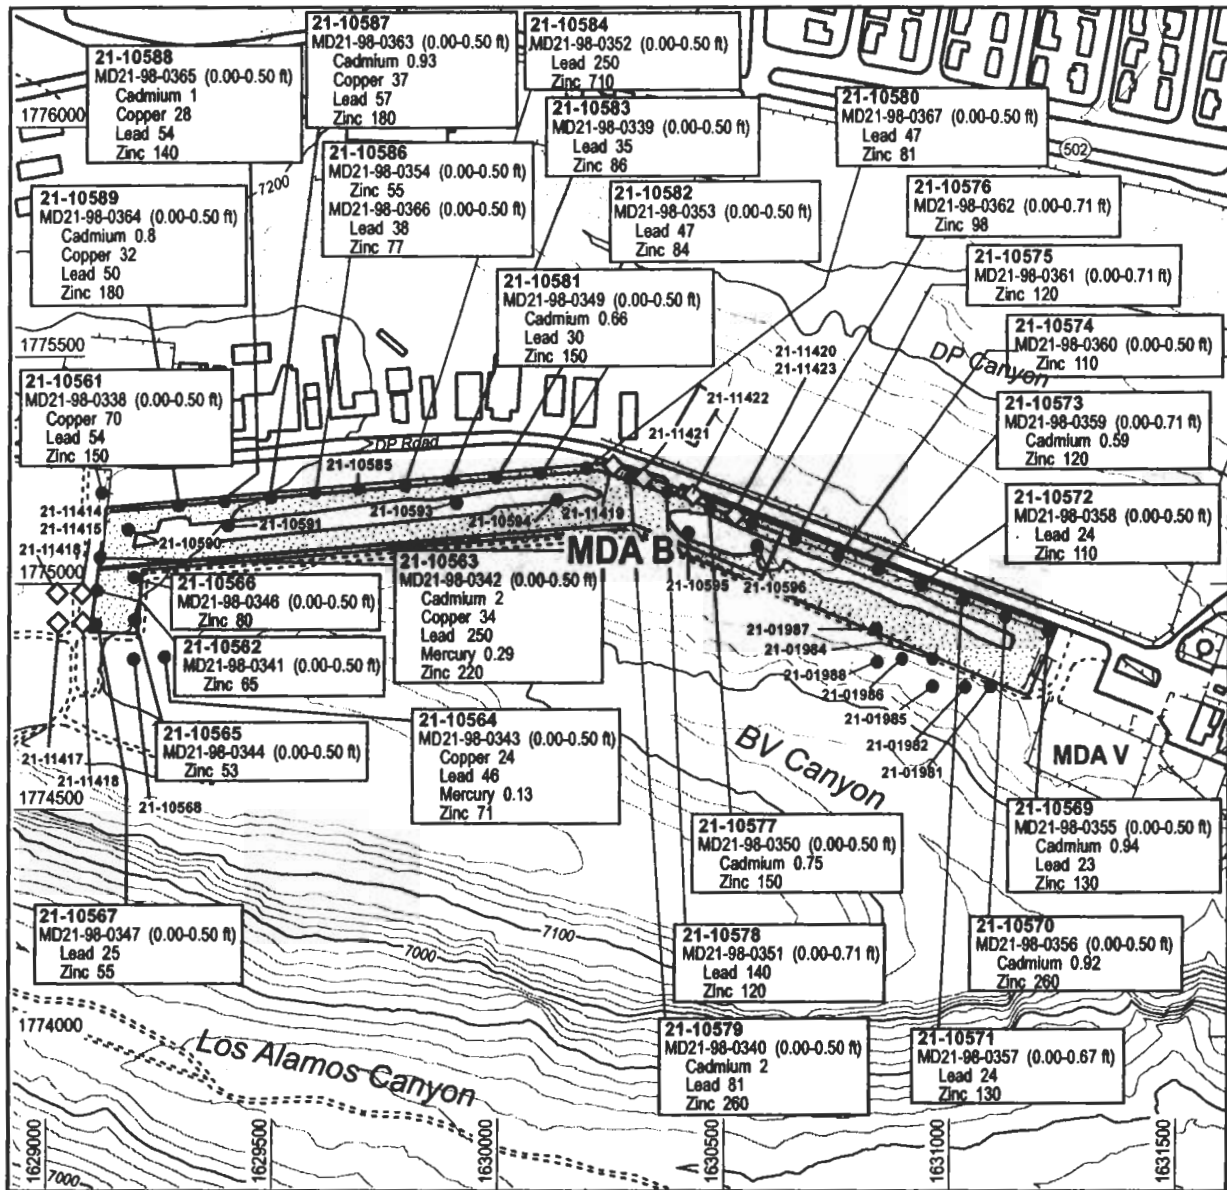 21-10587
MD21-98-0363 (0.00-0.50 ft)
Cadmium 0.93
Copper 37
Lead 57
Zinc 180
21-10584
MD21-98-0352 (0.00-0.50 ft)
Lead 250
Zinc 710
21-10588
MD21-98-0365 (0.00-0.50 ft)
Cadmium 1
Copper 28
Lead 54
Zinc 140
21-10583
MD21-98-0339 (0.00-0.50 ft)
Lead 35
Zinc 86
21-10580
MD21-98-0367 (0.00-0.50 ft)
Lead 47
Zinc 81
1776000
502
21-10586
MD21-98-0354 (0.00-0.50 ft)
Zinc 55
MD21-98-0366 (0.00-0.50 ft)
Lead 38
Zinc 77
7200
21-10589
MD21-98-0364 (0.00-0.50 ft)
Cadmium 0.8
Copper 32
Lead 50
Zinc 180
21-10582
MD21-98-0353 (0.00-0.50 ft)
Lead 47
Zinc 84
21-10576
MD21-98-0362 (0.00-0.71 ft)
Zinc 98
21-10575
MD21-98-0361 (0.00-0.71 ft)
Zinc 120
21-10581
MD21-98-0349 (0.00-0.50 ft)
Cadmium 0.66
Lead 30
Zinc 150
21-10574
MD21-98-0360 (0.00-0.50 ft)
Zinc 110
1775500
21-11420
21-11423
DP Canyon
21-10561
MD21-98-0338 (0.00-0.50 ft)
Copper 70
Lead 54
Zinc 150
21-11422
21-10573
MD21-98-0359 (0.00-0.71 ft)
Cadmium 0.59
Zinc 120
DP Road
21-11421
21-10585
21-10572
MD21-98-0358 (0.00-0.50 ft)
Lead 24
Zinc 110
21-11414
21-11415
21-10593
21-10594
21-11419
21-10591
21-10590
21-11418
MDA B
1775000
21-10566
MD21-98-0346 (0.00-0.50 ft)
Zinc 80
21-10563
MD21-98-0342 (0.00-0.50 ft)
Cadmium 2
Copper 34
Lead 250
Mercury 0.29
Zinc 220
21-10595
21-10596
21-10562
MD21-98-0341 (0.00-0.50 ft)
Zinc 65
21-01987
21-01984
21-01988
21-01986
21-01985
21-01982
21-01981
21-10565
MD21-98-0344 (0.00-0.50 ft)
Zinc 53
21-10564
MD21-98-0343 (0.00-0.50 ft)
Copper 24
Lead 46
Mercury 0.13
Zinc 71
BV Canyon
MDA V
21-11417
21-11418
1774500
21-10568
21-10577
MD21-98-0350 (0.00-0.50 ft)
Cadmium 0.75
Zinc 150
21-10569
MD21-98-0355 (0.00-0.50 ft)
Cadmium 0.94
Lead 23
Zinc 130
21-10567
MD21-98-0347 (0.00-0.50 ft)
Lead 25
Zinc 55
7100
7000
21-10578
MD21-98-0351 (0.00-0.71 ft)
Lead 140
Zinc 120
21-10570
MD21-98-0356 (0.00-0.50 ft)
Cadmium 0.92
Zinc 260
1774000
Los Alamos Canyon
21-10579
MD21-98-0340 (0.00-0.50 ft)
Cadmium 2
Lead 81
Zinc 260
21-10571
MD21-98-0357 (0.00-0.67 ft)
Lead 24
Zinc 130
7000
1629000
1629500
1630000
1630500
1631000
1631500